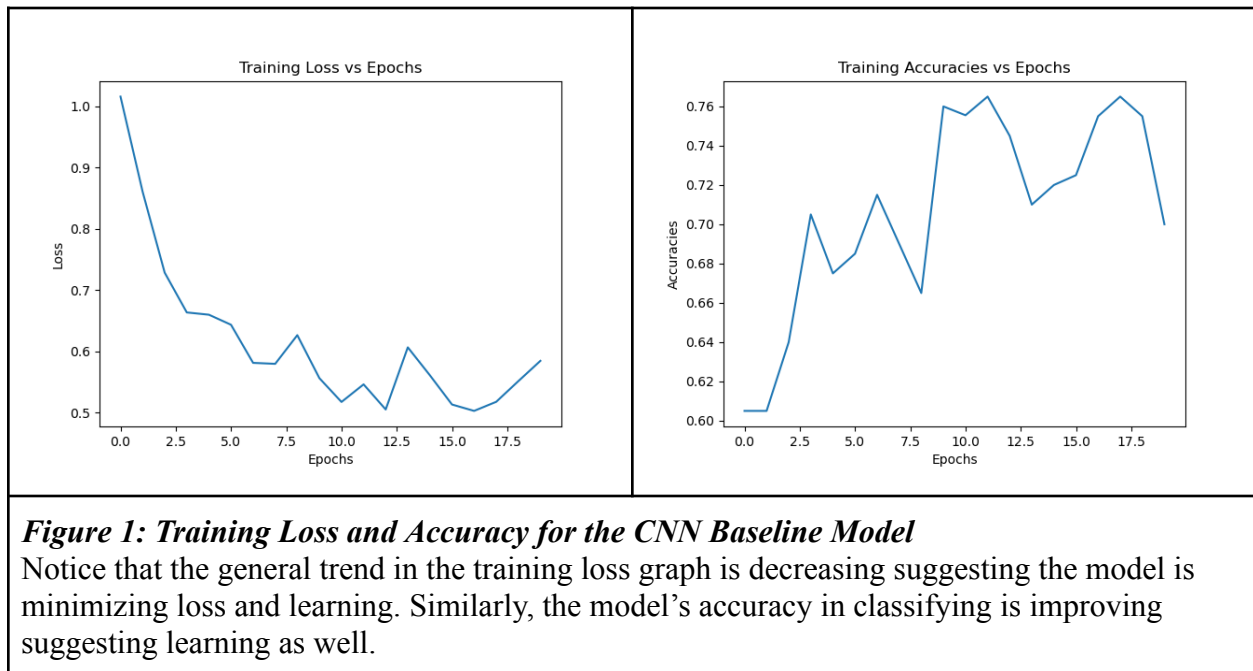 Training Loss vs Epochs
1.0
0.9
0.8
0.7
0.6
0.5
Loss
0.0 2.5 5.0 7.5 10.0 12.5 15.0 17.5
Epochs
Training Accuracies vs Epochs
0.76
0.74
0.72
0.70
0.68
0.66
0.64
0.62
0.60
Accuracies
0.0 2.5 5.0 7.5 10.0 12.5 15.0 17.5
Epochs
Figure 1: Training Loss and Accuracy for the CNN Baseline Model
Notice that the general trend in the training loss graph is decreasing suggesting the model is
minimizing loss and learning. Similarly, the model’s accuracy in classifying is improving
suggesting learning as well.